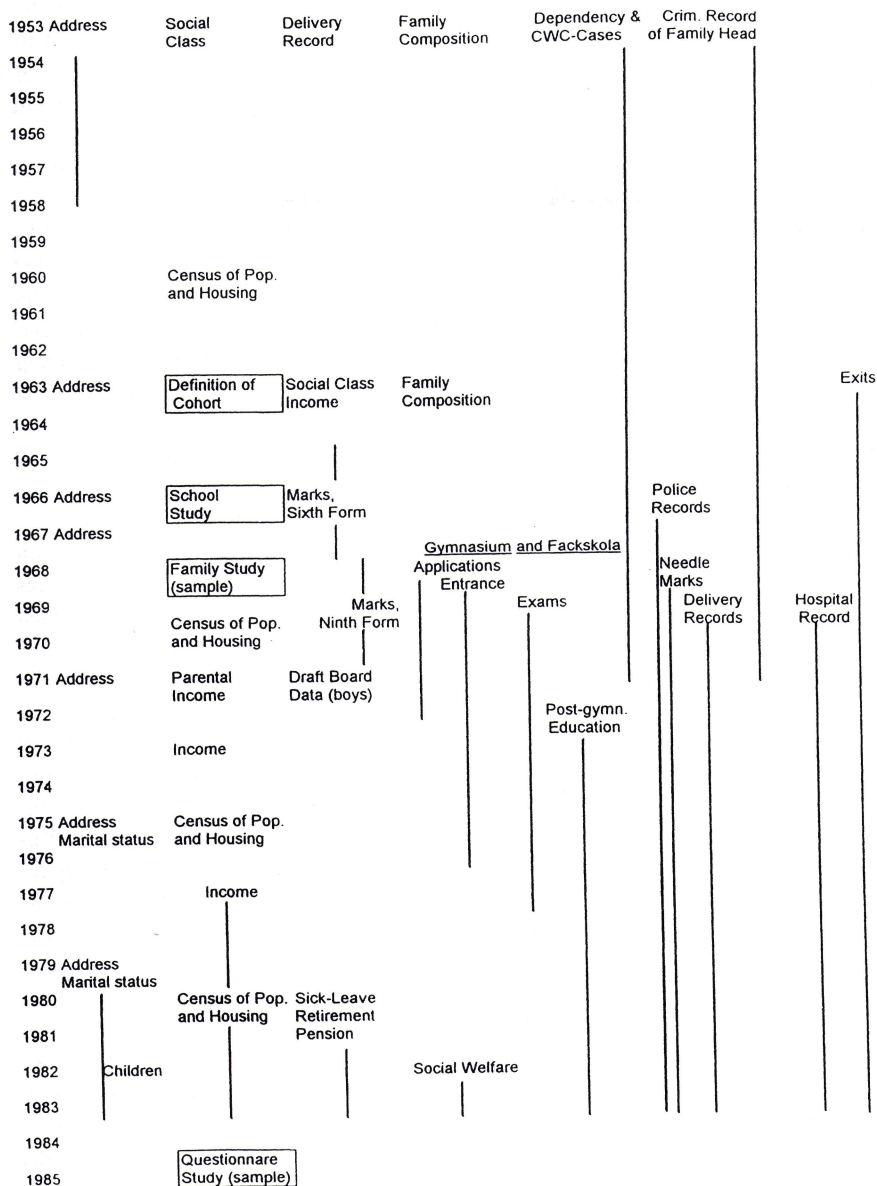 1953 Address Social Delivery Family Dependency & Crim. Record
Class Record Composition CWC-Cases of Family Head
1954
1955
1956
1957
1958
1959
1960 Census of Pop.
and Housing
1961
1962
1963 Address Definition of Social Class Family Exits
Cohort Income Composition
1964
1965
1966 Address School Marks, Police
Study Sixth Form Records
1967 Address
Gymnasium and Fackskola
1968 Family Study Applications Needle
(sample) Entrance Marks
1969 Marks, Exams Delivery Hospital
Census of Pop. Ninth Form Records Record
1970 and Housing
1971 Address Parental Draft Board
Income Data (boys)
1972 Post-gymn.
Education
1973 Income
1974
1975 Address Census of Pop.
Marital status and Housing
1976
1977 Income
1978
1979 Address
Marital status
1980 Census of Pop. Sick-Leave
and Housing Retirement
1981 Pension
1982 Children Social Welfare
1983
1984
Questionnare
1985 Study (sample)